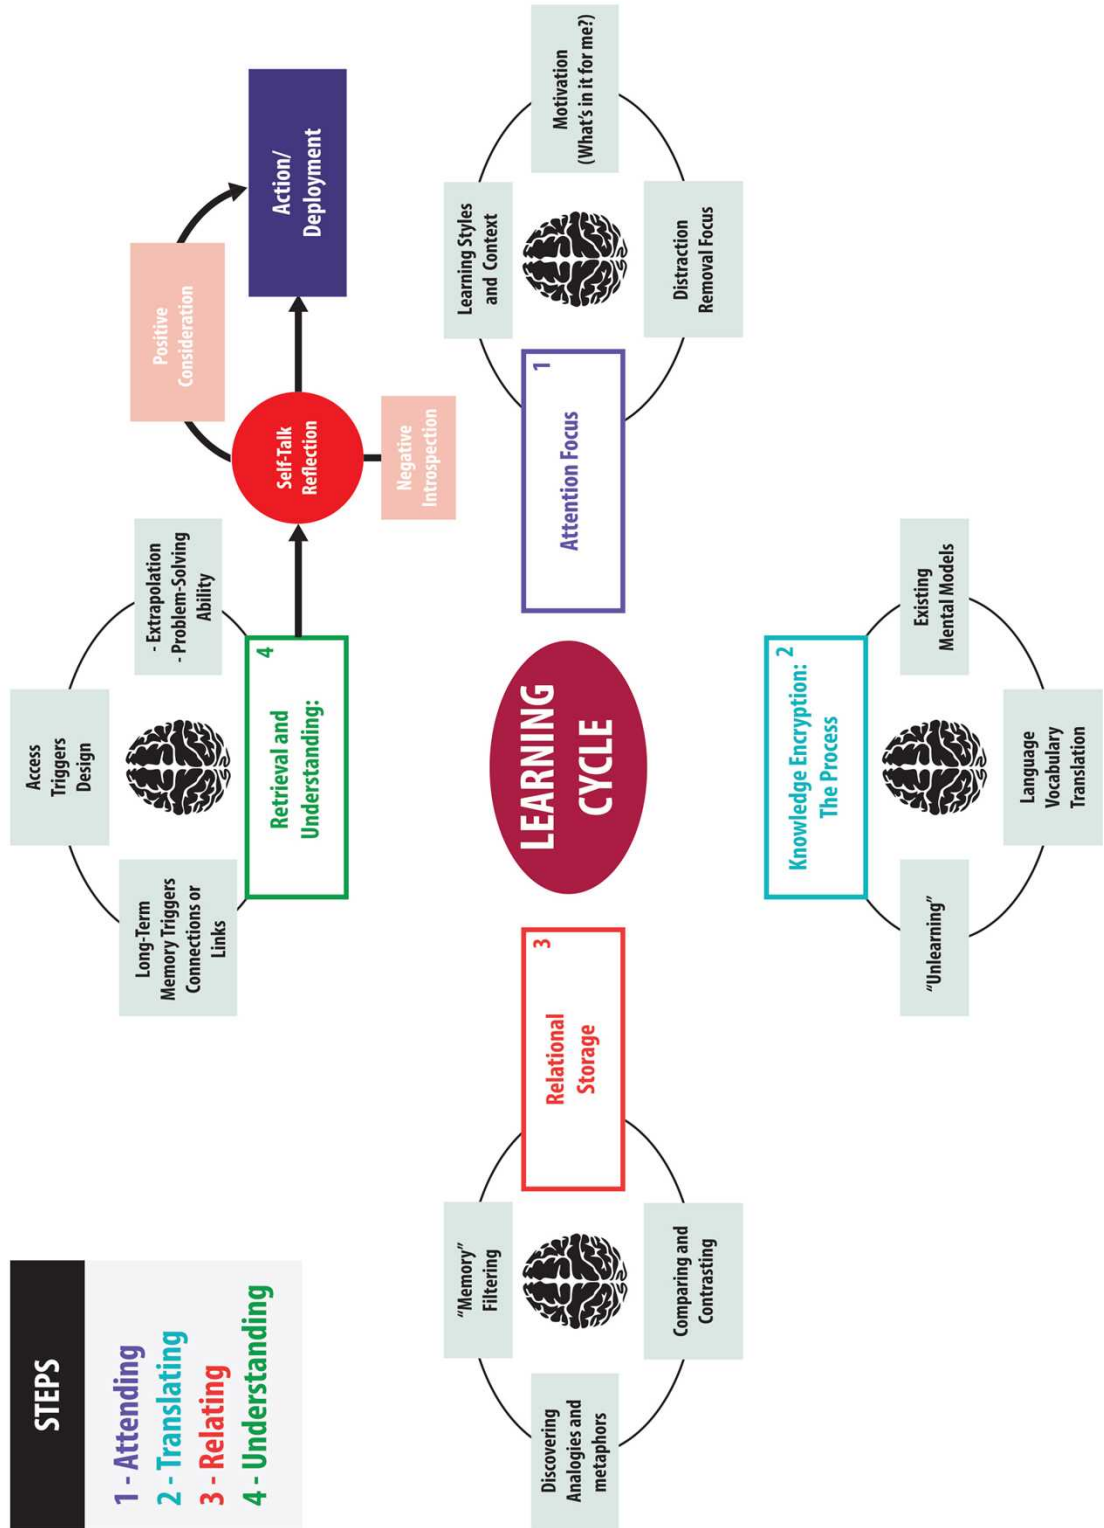 STEPS
1 - Attending
2 - Translating
3 - Relating
4 - Understanding
Long-Term
Memory Triggers
Connections or
Links
Access
Triggers
Design
- Extrapolation
- Problem-Solving
Ability
Retrieval and
Understanding:
4
Self-Talk
Reflection
Positive
Consideration
Negative
Introspection
Action/
Deployment
"Memory"
Filtering
Discovering
Analogies and
metaphors
Comparing and
Contrasting
Relational
Storage
3
LEARNING
CYCLE
Attention Focus
1
Learning Styles
and Context
Motivation
(What's in it for me?)
Distraction
Removal Focus
Knowledge Encryption:
The Process
2
"Unlearning"
Language
Vocabulary
Translation
Existing
Mental Models